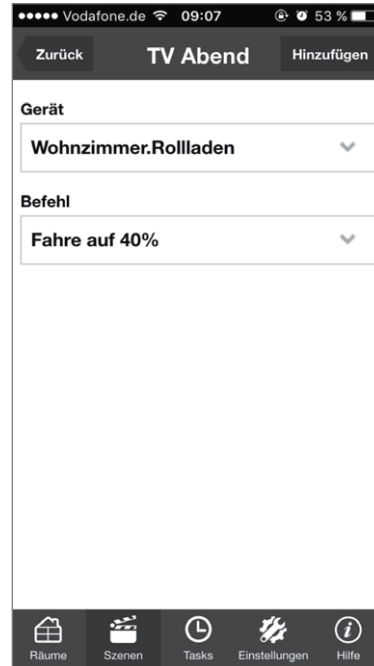 Vodafone.de 09:07 53 %
Zurück TV Abend Hinzufügen
Gerät
Wohnzimmer.Rollladen
Befehl
Fahre auf 40%
Räume Szenen Tasks Einstellungen Hilfe